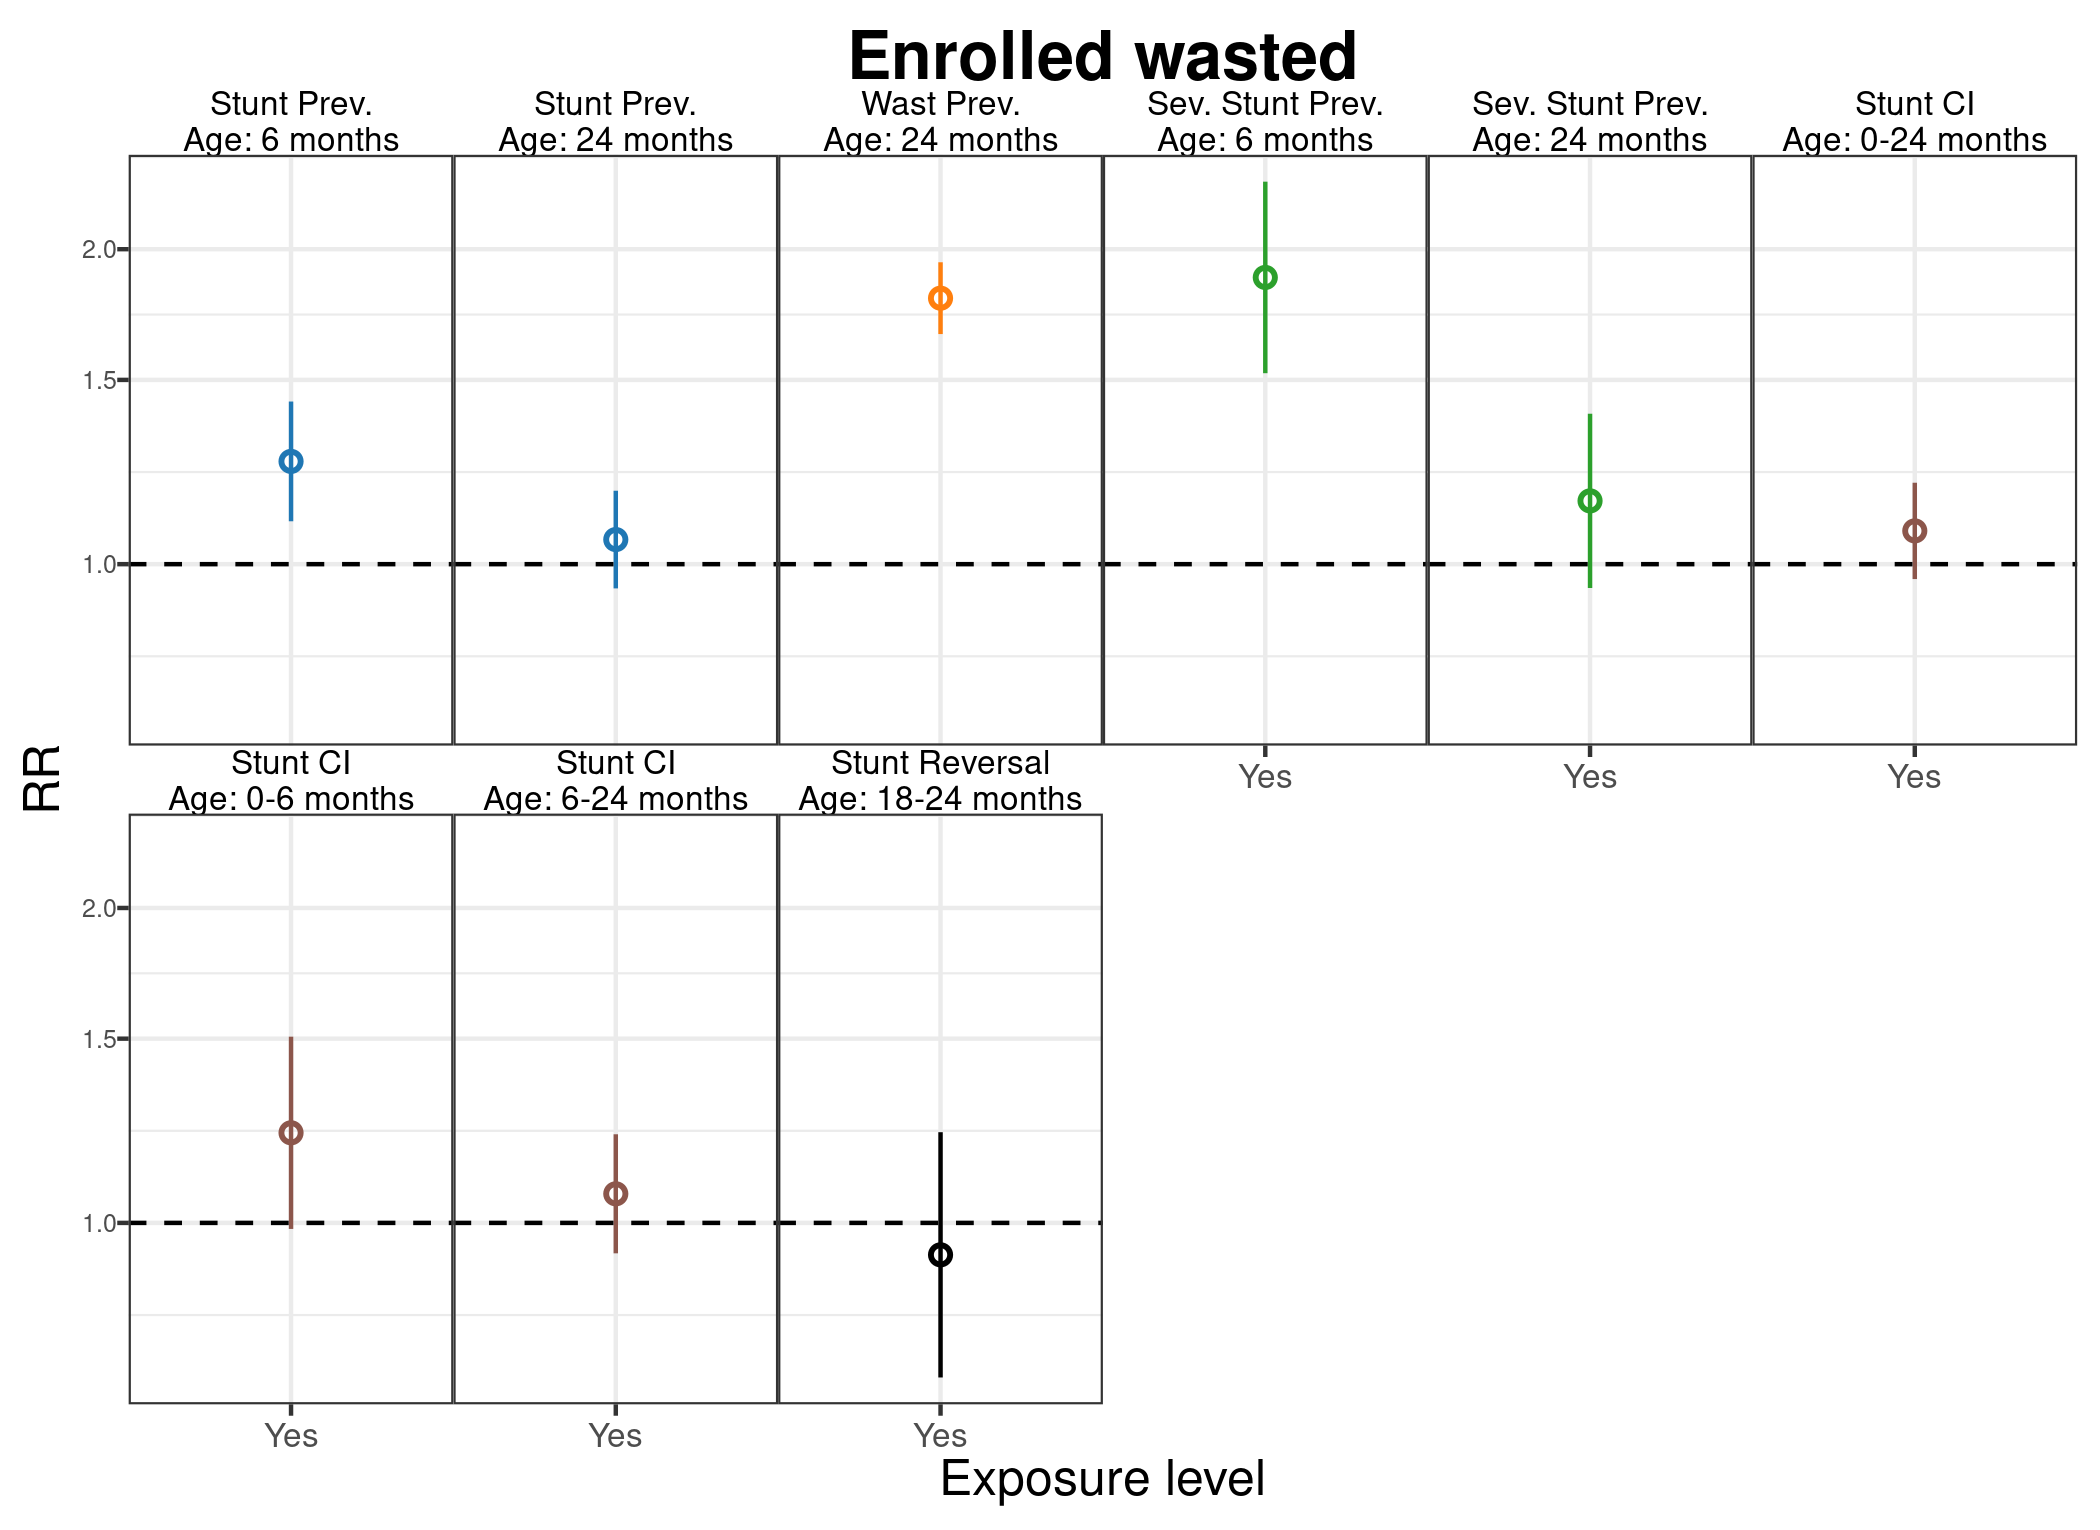 Enrolled wasted
Stunt Prev.
Age: 6 months
Stunt Prev.
Age: 24 months
Wast Prev.
Age: 24 months
Sev. Stunt Prev.
Age: 6 months
Sev. Stunt Prev.
Age: 24 months
Stunt CI
Age: 0-24 months
2.0
1.5
1.0
Yes
Yes
Yes
RR
Stunt CI
Age: 0-6 months
Stunt CI
Age: 6-24 months
Stunt Reversal
Age: 18-24 months
2.0
1.5
1.0
Yes
Yes
Yes
Exposure level